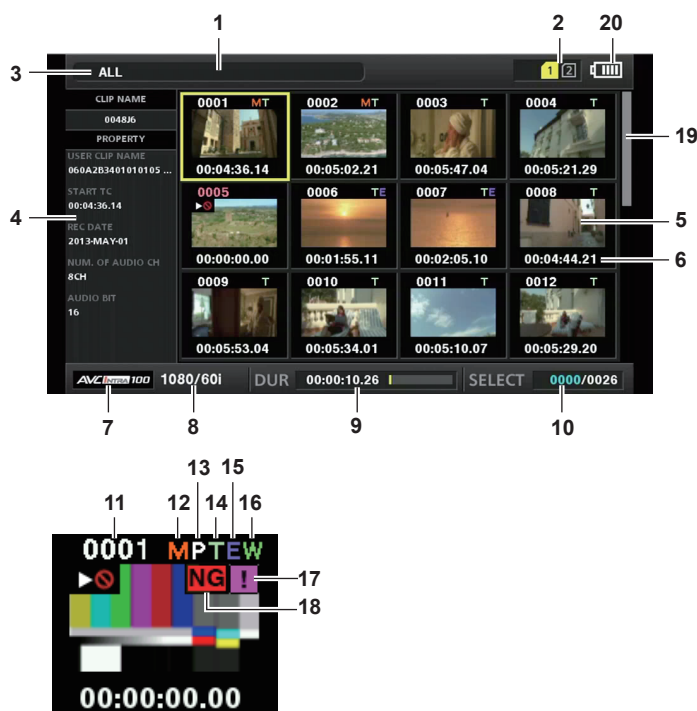 1 2 20
3 ALL 1 2
CLIP NAME
0048J6
PROPERTY
USER CLIP NAME
060A2B3401010105 ...
START TC
00:04:36.14
4
REC DATE
2013-MAY-01
NUM. OF AUDIO CH
8CH
AUDIO BIT
16
0001 MT 0002 MT 0003 T 0004 T
19
00:04:36.14 00:05:02.21 00:05:47.04 00:05:21.29
0005 0006 TE 0007 TE 0008 T
5
00:00:00.00 00:01:55.11 00:02:05.10 00:04:44.21 6
0009 T 0010 T 0011 T 0012 T
00:05:53.04 00:05:34.01 00:05:10.07 00:05:29.20
AVC INTRA 100 1080/60i DUR 00:00:10.26 SELECT 0000/0026
7 8 9 10
13 15
11 12 14 16
0001 MPTEW
NG ! 17
18
00:00:00.00